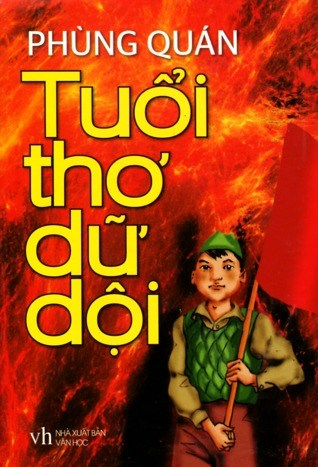 PHÙNG QUÁN
Tuổi
thơ
dữ
dội
vh NHÀ XUẤT BẢN
VĂN HỌC